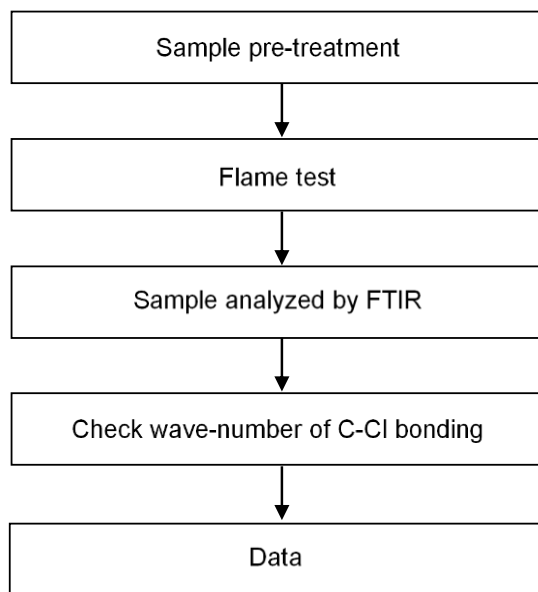 Sample pre-treatment
Flame test
Sample analyzed by FTIR
Check wave-number of C-Cl bonding
Data